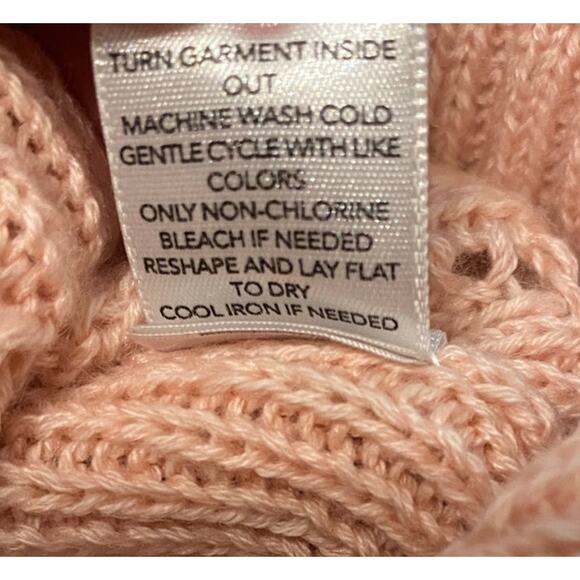 TURN GARMENT INSIDE
OUT
MACHINE WASH COLD
GENTLE CYCLE WITH LIKE
COLORS
ONLY NON-CHLORINE
BLEACH IF NEEDED
RESHAPE AND LAY FLAT
TO DRY
COOL IRON IF NEEDED